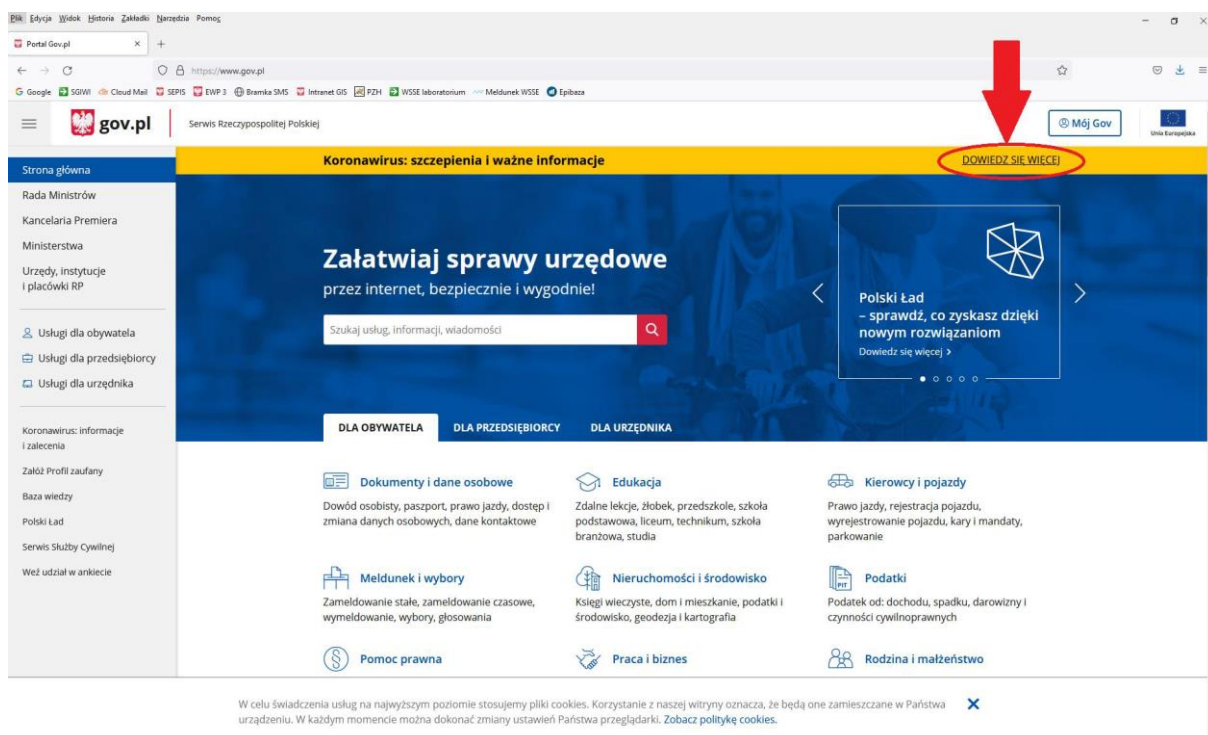 Plik Edycja Widok Historia Zakładki Narzędzia Pomoc
Portal Gov.pl
https://www.gov.pl
Google SGIWI Cloud Mail SEPIS EWP 3 Bramka SMS Intranet GIS PZH WSSE laboratorium Meldunek WSSE Epibaza
gov.pl
Serwis Rzeczypospolitej Polskiej
Mój Gov
Unia Europejska
Koronawirus: szczepienia i ważne informacje
DOWIEDZ SIĘ WIĘCEJ
Strona główna
Rada Ministrów
Kancelaria Premiera
Ministerstwa
Urzędy, instytucje
i placówki RP
Usługi dla obywatela
Usługi dla przedsiębiorcy
Usługi dla urzędnika
Koronawirus: informacje
i zalecenia
Załóż Profil zaufany
Baza wiedzy
Polski Ład
Serwis Służby Cywilnej
Weź udział w ankiecie
Załatwiaj sprawy urzędowe
przez internet, bezpiecznie i wygodnie!
Szukaj usług, informacji, wiadomości
Polski Ład
– sprawdź, co zyskasz dzięki
nowym rozwiązaniom
Dowiedz się więcej >
DLA OBYWATELA
DLA PRZEDSIĘBIORCY
DLA URZĘDNIKA
Dokumenty i dane osobowe
Dowód osobisty, paszport, prawo jazdy, dostęp i
zmiana danych osobowych, dane kontaktowe
Edukacja
Zdalne lekcje, żłobek, przedszkole, szkoła
podstawowa, liceum, technikum, szkoła
branżowa, studia
Kierowcy i pojazdy
Prawo jazdy, rejestracja pojazdu,
wyrejestrowanie pojazdu, kary i mandaty,
parkowanie
Meldunek i wybory
Zameldowanie stałe, zameldowanie czasowe,
wymeldowanie, wybory, głosowania
Nieruchomości i środowisko
Księgi wieczyste, dom i mieszkanie, podatki i
środowisko, geodezja i kartografia
PIT
Podatki
Podatek od: dochodu, spadku, darowizny i
czynności cywilnoprawnych
Pomoc prawna
Praca i biznes
Rodzina i małżeństwo
W celu świadczenia usług na najwyższym poziomie stosujemy pliki cookies. Korzystanie z naszej witryny oznacza, że będą one zamieszczane w Państwa
urządzeniu. W każdym momencie można dokonać zmiany ustawień Państwa przeglądarki. Zobacz politykę cookies.